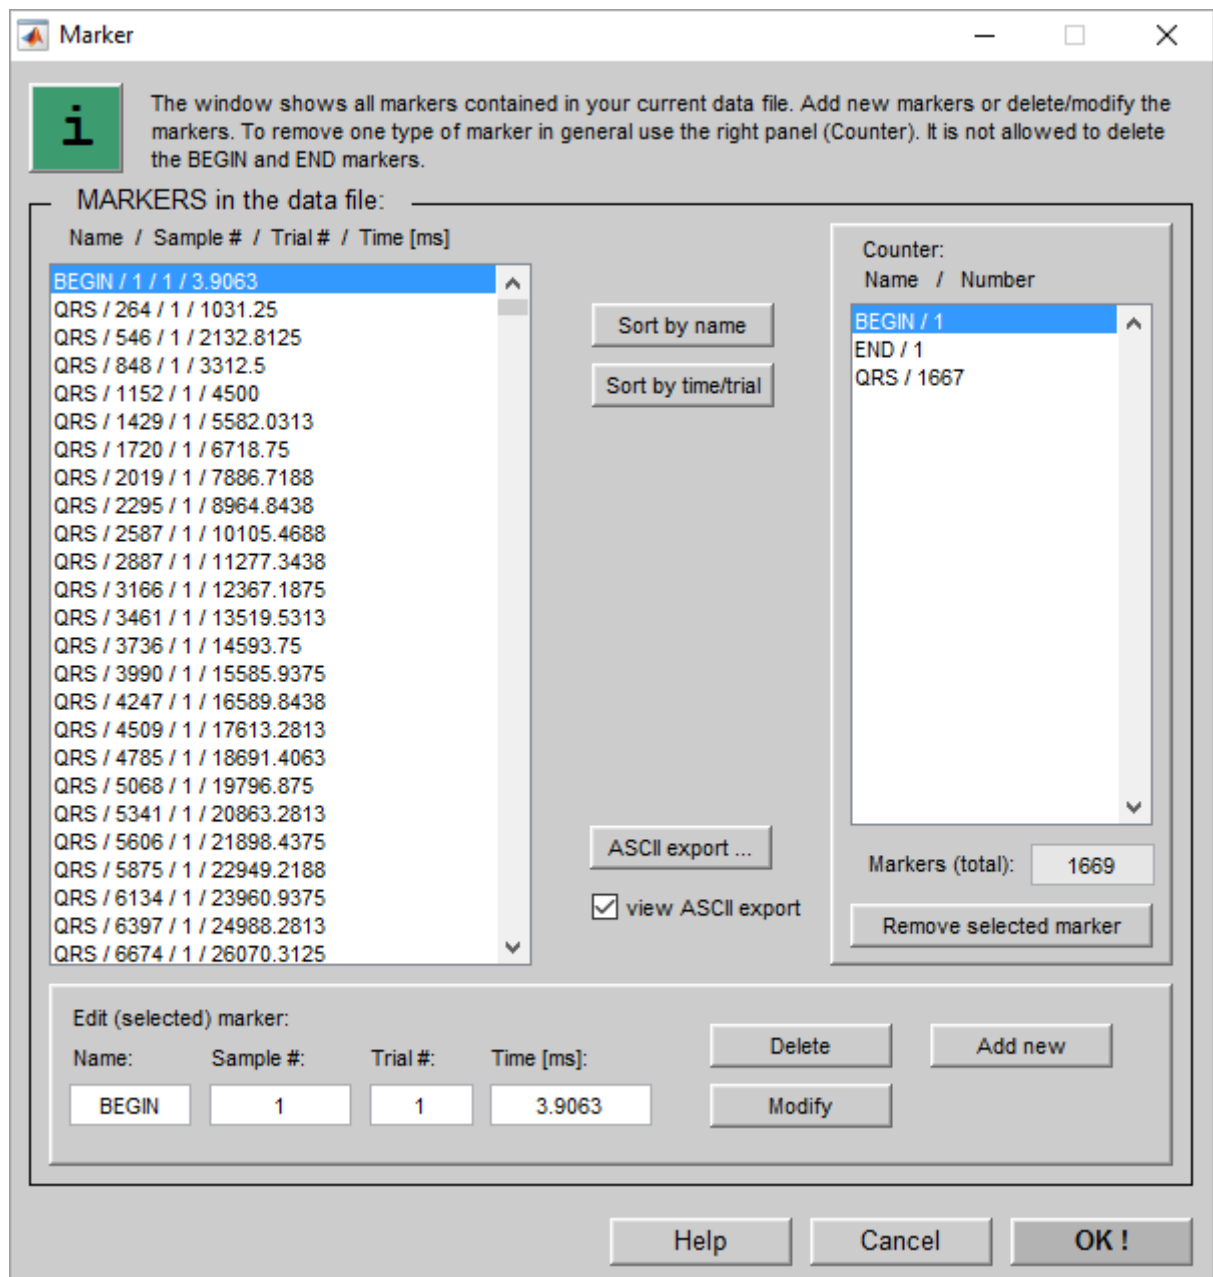 Marker
i
The window shows all markers contained in your current data file. Add new markers or delete/modify the
markers. To remove one type of marker in general use the right panel (Counter). It is not allowed to delete
the BEGIN and END markers.
MARKERS in the data file:
Name / Sample # / Trial # / Time [ms]
BEGIN / 1 / 1 / 3.9063
QRS / 264 / 1 / 1031.25
QRS / 546 / 1 / 2132.8125
QRS / 848 / 1 / 3312.5
QRS / 1152 / 1 / 4500
QRS / 1429 / 1 / 5582.0313
QRS / 1720 / 1 / 6718.75
QRS / 2019 / 1 / 7886.7188
QRS / 2295 / 1 / 8964.8438
QRS / 2587 / 1 / 10105.4688
QRS / 2887 / 1 / 11277.3438
QRS / 3166 / 1 / 12367.1875
QRS / 3461 / 1 / 13519.5313
QRS / 3736 / 1 / 14593.75
QRS / 3990 / 1 / 15585.9375
QRS / 4247 / 1 / 16589.8438
QRS / 4509 / 1 / 17613.2813
QRS / 4785 / 1 / 18691.4063
QRS / 5068 / 1 / 19796.875
QRS / 5341 / 1 / 20863.2813
QRS / 5606 / 1 / 21898.4375
QRS / 5875 / 1 / 22949.2188
QRS / 6134 / 1 / 23960.9375
QRS / 6397 / 1 / 24988.2813
QRS / 6674 / 1 / 26070.3125
Sort by name
Sort by time/trial
ASCII export ...
view ASCII export
Counter:
Name / Number
BEGIN / 1
END / 1
QRS / 1667
Markers (total): 1669
Remove selected marker
Edit (selected) marker:
Name: Sample #: Trial #: Time [ms]:
BEGIN 1 1 3.9063
Delete
Add new
Modify
Help
Cancel
OK !